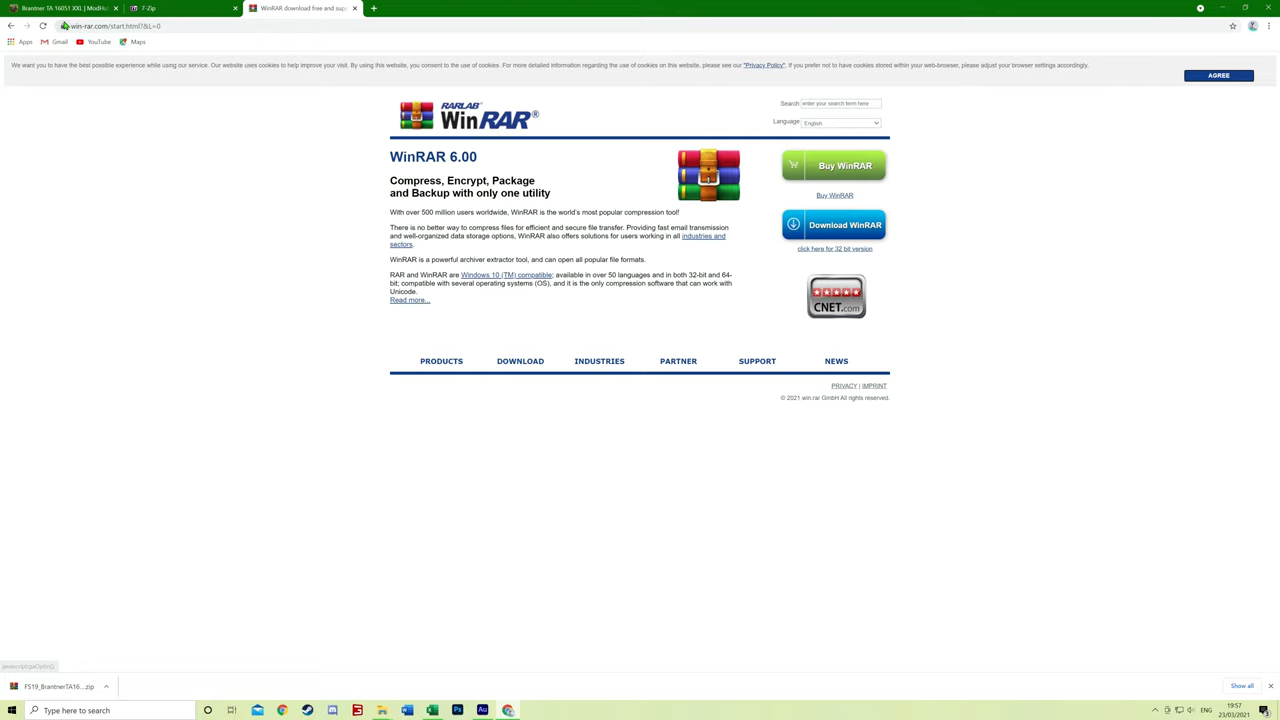 Brantner TA 16051 XXL | ModHu
7-Zip
WinRAR download free and supp
win-rar.com/start.html?&L=0
Apps
Gmail
YouTube
Maps
We want you to have the best possible experience while using our service. Our website uses cookies to help improve your visit. By using this website, you consent to the use of cookies. For more detailed information regarding the use of cookies on this website, please see our "Privacy Policy". If you prefer not to have cookies stored within your web-browser, please adjust your browser settings accordingly.
AGREE
RARLAB®
WinRAR®
Search enter your search term here
Language English
WinRAR 6.00
Compress, Encrypt, Package
and Backup with only one utility
With over 500 million users worldwide, WinRAR is the world's most popular compression tool!
There is no better way to compress files for efficient and secure file transfer. Providing fast email transmission
and well-organized data storage options, WinRAR also offers solutions for users working in all industries and
sectors.
WinRAR is a powerful archiver extractor tool, and can open all popular file formats.
RAR and WinRAR are Windows 10 (TM) compatible; available in over 50 languages and in both 32-bit and 64-
bit; compatible with several operating systems (OS), and it is the only compression software that can work with
Unicode.
Read more...
Buy WinRAR
Buy WinRAR
Download WinRAR
click here for 32 bit version
CNET.com
PRODUCTS
DOWNLOAD
INDUSTRIES
PARTNER
SUPPORT
NEWS
PRIVACY | IMPRINT
© 2021 win.rar GmbH All rights reserved.
javascript:gaOptin()
FS19_BrantnerTA16....zip
Show all
Type here to search
ENG
19:57
23/03/2021